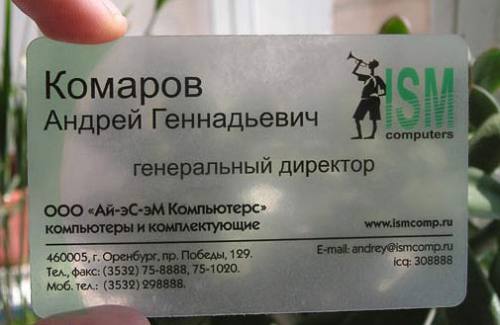 Комаров
Андрей Геннадьевич
ISM
computers
генеральный директор
ООО «Ай-эС-эМ Компьютерс»
компьютеры и комплектующие
www.ismcomp.ru
460005, г. Оренбург, пр. Победы, 129.
Тел., факс: (3532) 75-8888, 75-1020.
Моб. тел.: (3532) 298888.
E-mail: andrey@ismcomp.ru
icq: 308888